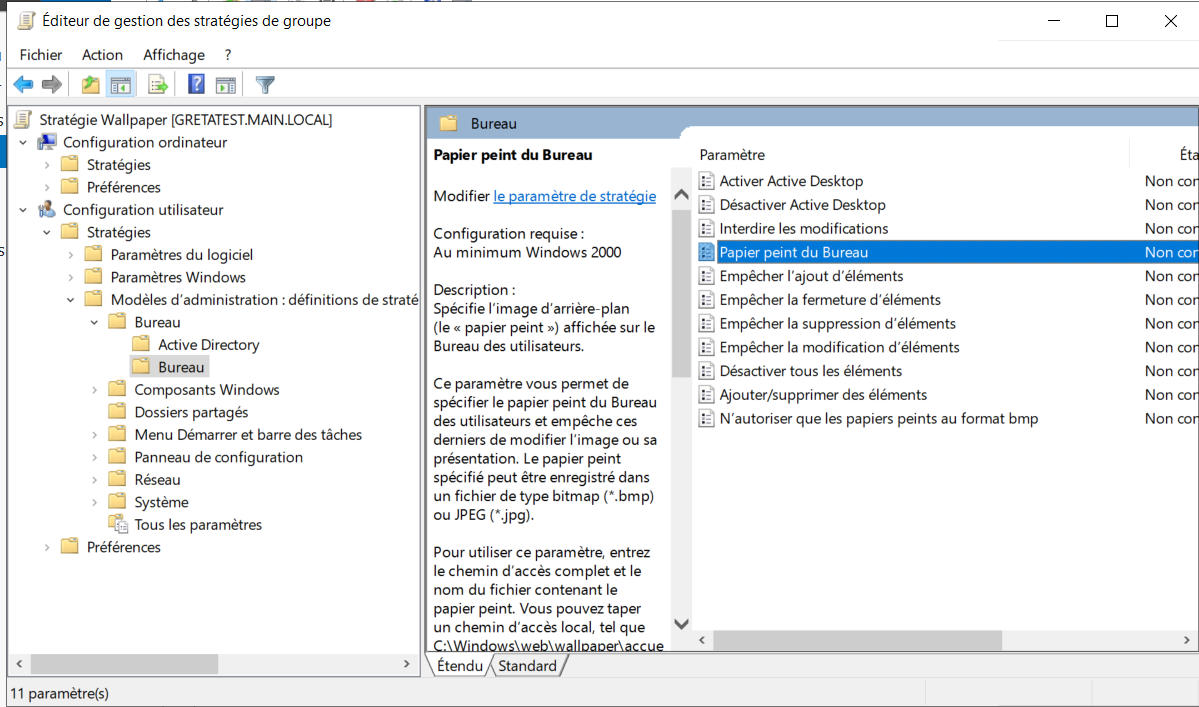 Éditeur de gestion des stratégies de groupe
Fichier Action Affichage ?
Stratégie Wallpaper [GRETATEST.MAIN.LOCAL]
Configuration ordinateur
Stratégies
Préférences
Configuration utilisateur
Stratégies
Paramètres du logiciel
Paramètres Windows
Modèles d’administration : définitions de straté
Bureau
Active Directory
Bureau
Composants Windows
Dossiers partagés
Menu Démarrer et barre des tâches
Panneau de configuration
Réseau
Système
Tous les paramètres
Préférences
Bureau
Papier peint du Bureau
Modifier le paramètre de stratégie
Configuration requise :
Au minimum Windows 2000
Description :
Spécifie l’image d’arrière-plan
(le « papier peint ») affichée sur le
Bureau des utilisateurs.
Ce paramètre vous permet de
spécifier le papier peint du Bureau
des utilisateurs et empêche ces
derniers de modifier l’image ou sa
présentation. Le papier peint
spécifié peut être enregistré dans
un fichier de type bitmap (*.bmp)
ou JPEG (*.jpg).
Pour utiliser ce paramètre, entrez
le chemin d’accès complet et le
nom du fichier contenant le
papier peint. Vous pouvez taper
un chemin d’accès local, tel que
C:\Windows\web\wallpaper\accue
Paramètre Éta
Activer Active Desktop Non con
Désactiver Active Desktop Non con
Interdire les modifications Non con
Papier peint du Bureau Non con
Empêcher l’ajout d’éléments Non con
Empêcher la fermeture d’éléments Non con
Empêcher la suppression d’éléments Non con
Empêcher la modification d’éléments Non con
Désactiver tous les éléments Non con
Ajouter/supprimer des éléments Non con
N’autoriser que les papiers peints au format bmp Non con
Étendu Standard
11 paramètre(s)